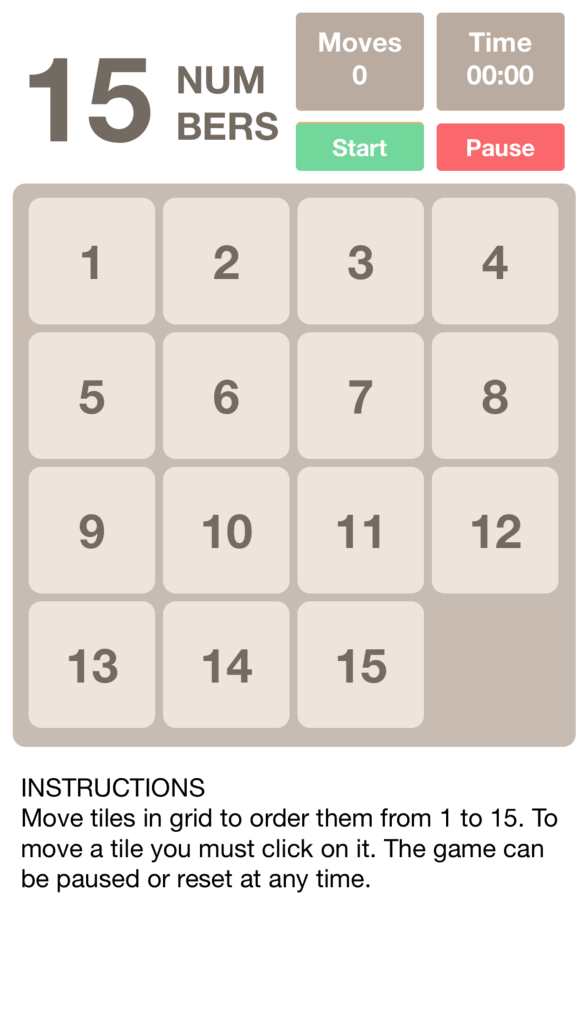 15
NUM
BERS
Moves
0
Time
00:00
Start
Pause
1 2 3 4
5 6 7 8
9 10 11 12
13 14 15
INSTRUCTIONS
Move tiles in grid to order them from 1 to 15. To
move a tile you must click on it. The game can
be paused or reset at any time.